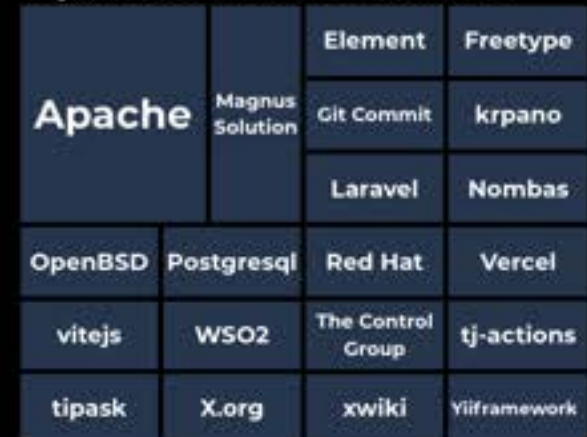 Element
Freetype
Apache
Magnus
Solution
Git Commit
krpano
Laravel
Nombas
OpenBSD
Postgresql
Red Hat
Vercel
vitejs
WSO2
The Control
Group
tj-actions
tipask
X.org
xwiki
Yiiframework